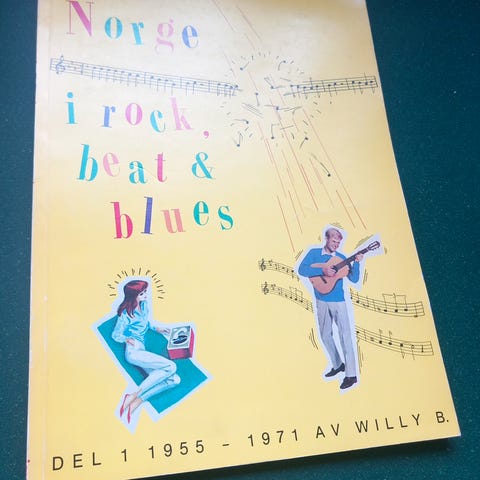 Norge
i rock,
beat &
blues
DEL 1 1955 - 1971 AV WILLY B.